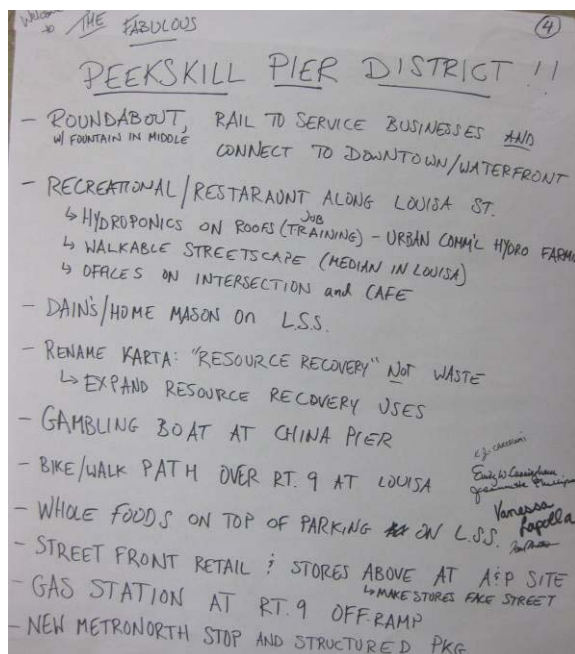 Welcome to THE FABULOUS
4
PEEKSKILL PIER DISTRICT !!
- ROUNDABOUT, RAIL TO SERVICE BUSINESSES AND
W/ FOUNTAIN IN MIDDLE
CONNECT TO DOWNTOWN/WATERFRONT
- RECREATIONAL/RESTARAUNT ALONG LOUISA ST.
↳ HYDROPONICS ON ROOFS (JOB TRAINING) - URBAN COMM'L HYDRO FARMS
↳ WALKABLE STREETSCAPE (MEDIAN IN LOUISA)
↳ OFFICES ON INTERSECTION and CAFE
- DAIN'S/HOME MASON ON L.S.S.
- RENAME KARTA: "RESOURCE RECOVERY" NOT WASTE
↳ EXPAND RESOURCE RECOVERY USES
- GAMBLING BOAT AT CHINA PIER
- BIKE/WALK PATH OVER RT. 9 AT LOUISA
- WHOLE FOODS ON TOP OF PARKING ON L.S.S.
Vanessa
- STREET FRONT RETAIL & STORES ABOVE AT A&P SITE
↳ MAKE STORES FACE STREET
- GAS STATION AT RT. 9 OFF-RAMP
- NEW METRONORTH STOP AND STRUCTURED PKG